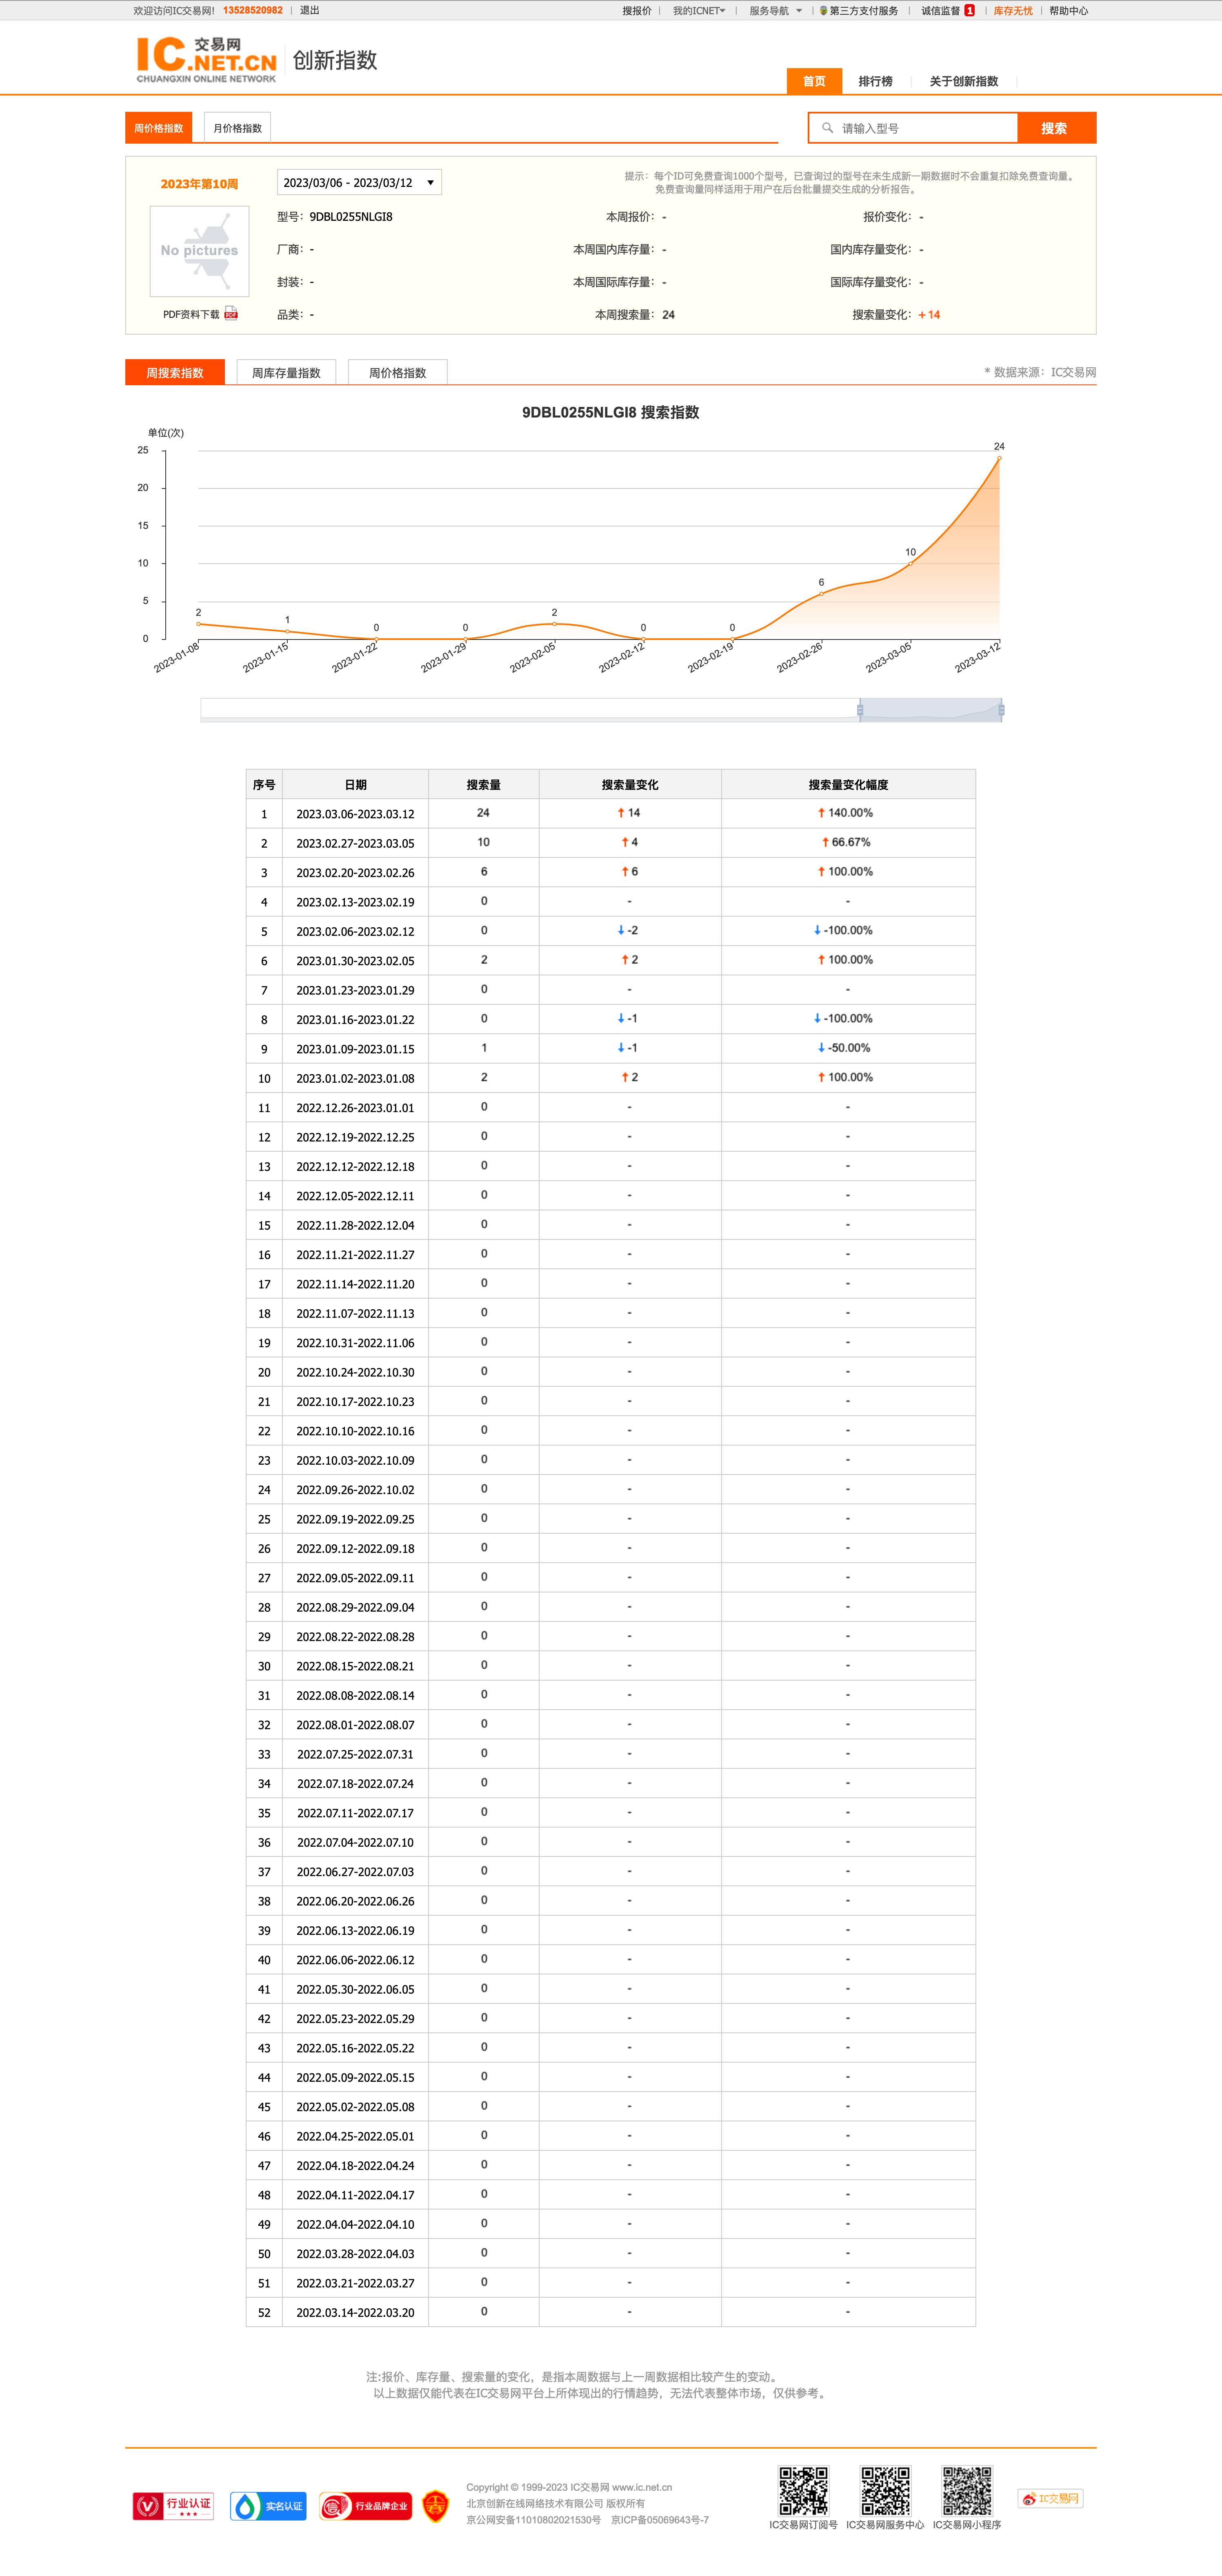 欢迎访问IC交易网! 13528520982 | 退出 搜报价 | 我的ICNET | 服务导航 | 第三方支付服务 | 诚信监督 1 | 库存无忧 | 帮助中心
IC 交易网 .NET.CN CHUANGXIN ONLINE NETWORK 创新指数
首页 排行榜 关于创新指数
周价格指数 月价格指数 请输入型号 搜索
2023年第10周 2023/03/06 - 2023/03/12 ▼ 提示：每个ID可免费查询1000个型号，已查询过的型号在未生成新一期数据时不会重复扣除免费查询量。
免费查询量同样适用于用户在后台批量提交生成的分析报告。
型号：9DBL0255NLGI8 本周报价：- 报价变化：-
No pictures
厂商：- 本周国内库存量：- 国内库存量变化：-
封装：- 本周国际库存量：- 国际库存量变化：-
PDF资料下载 PDF 品类：- 本周搜索量：24 搜索量变化：+14
周搜索指数 周库存量指数 周价格指数 * 数据来源：IC交易网
9DBL0255NLGI8 搜索指数
单位(次)
25
20
15
10
5
0
2 1 0 0 2 0 0 6 10 24
2023-01-08 2023-01-15 2023-01-22 2023-01-29 2023-02-05 2023-02-12 2023-02-19 2023-02-26 2023-03-05 2023-03-12
序号 日期 搜索量 搜索量变化 搜索量变化幅度
1 2023.03.06-2023.03.12 24 ↑14 ↑140.00%
2 2023.02.27-2023.03.05 10 ↑4 ↑66.67%
3 2023.02.20-2023.02.26 6 ↑6 ↑100.00%
4 2023.02.13-2023.02.19 0 - -
5 2023.02.06-2023.02.12 0 ↓-2 ↓-100.00%
6 2023.01.30-2023.02.05 2 ↑2 ↑100.00%
7 2023.01.23-2023.01.29 0 - -
8 2023.01.16-2023.01.22 0 ↓-1 ↓-100.00%
9 2023.01.09-2023.01.15 1 ↓-1 ↓-50.00%
10 2023.01.02-2023.01.08 2 ↑2 ↑100.00%
11 2022.12.26-2023.01.01 0 - -
12 2022.12.19-2022.12.25 0 - -
13 2022.12.12-2022.12.18 0 - -
14 2022.12.05-2022.12.11 0 - -
15 2022.11.28-2022.12.04 0 - -
16 2022.11.21-2022.11.27 0 - -
17 2022.11.14-2022.11.20 0 - -
18 2022.11.07-2022.11.13 0 - -
19 2022.10.31-2022.11.06 0 - -
20 2022.10.24-2022.10.30 0 - -
21 2022.10.17-2022.10.23 0 - -
22 2022.10.10-2022.10.16 0 - -
23 2022.10.03-2022.10.09 0 - -
24 2022.09.26-2022.10.02 0 - -
25 2022.09.19-2022.09.25 0 - -
26 2022.09.12-2022.09.18 0 - -
27 2022.09.05-2022.09.11 0 - -
28 2022.08.29-2022.09.04 0 - -
29 2022.08.22-2022.08.28 0 - -
30 2022.08.15-2022.08.21 0 - -
31 2022.08.08-2022.08.14 0 - -
32 2022.08.01-2022.08.07 0 - -
33 2022.07.25-2022.07.31 0 - -
34 2022.07.18-2022.07.24 0 - -
35 2022.07.11-2022.07.17 0 - -
36 2022.07.04-2022.07.10 0 - -
37 2022.06.27-2022.07.03 0 - -
38 2022.06.20-2022.06.26 0 - -
39 2022.06.13-2022.06.19 0 - -
40 2022.06.06-2022.06.12 0 - -
41 2022.05.30-2022.06.05 0 - -
42 2022.05.23-2022.05.29 0 - -
43 2022.05.16-2022.05.22 0 - -
44 2022.05.09-2022.05.15 0 - -
45 2022.05.02-2022.05.08 0 - -
46 2022.04.25-2022.05.01 0 - -
47 2022.04.18-2022.04.24 0 - -
48 2022.04.11-2022.04.17 0 - -
49 2022.04.04-2022.04.10 0 - -
50 2022.03.28-2022.04.03 0 - -
51 2022.03.21-2022.03.27 0 - -
52 2022.03.14-2022.03.20 0 - -
注:报价、库存量、搜索量的变化，是指本周数据与上一周数据相比较产生的变动。
以上数据仅能代表在IC交易网平台上所体现出的行情趋势，无法代表整体市场，仅供参考。
行业认证 实名认证 行业品牌企业
Copyright © 1999-2023 IC交易网 www.ic.net.cn
北京创新在线网络技术有限公司 版权所有
京公网安备11010802021530号 京ICP备05069643号-7
IC交易网订阅号 IC交易网服务中心 IC交易网小程序
IC交易网